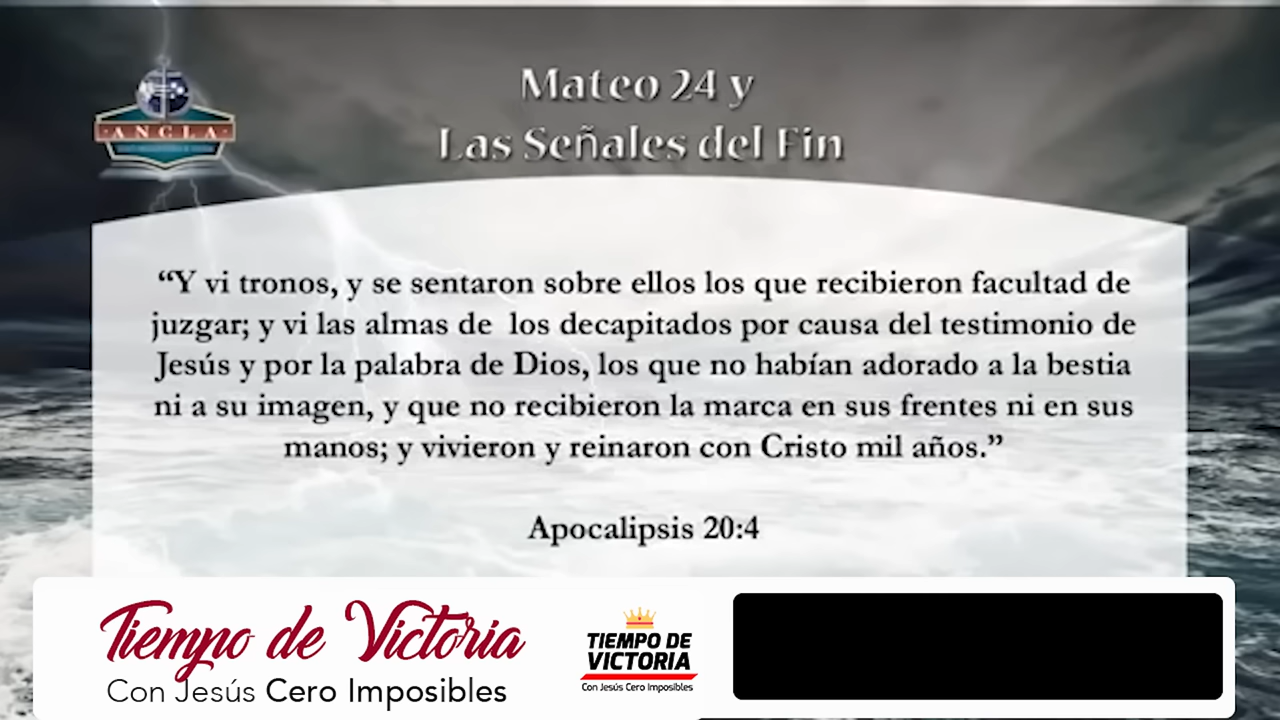 Mateo 24 y
Las Señales del Fin
ANCLA
“Y vi tronos, y se sentaron sobre ellos los que recibieron facultad de
juzgar; y vi las almas de los decapitados por causa del testimonio de
Jesús y por la palabra de Dios, los que no habían adorado a la bestia
ni a su imagen, y que no recibieron la marca en sus frentes ni en sus
manos; y vivieron y reinaron con Cristo mil años.”
Apocalipsis 20:4
Tiempo de Victoria
Con Jesús Cero Imposibles
TIEMPO DE
VICTORIA
Con Jesús Cero Imposibles